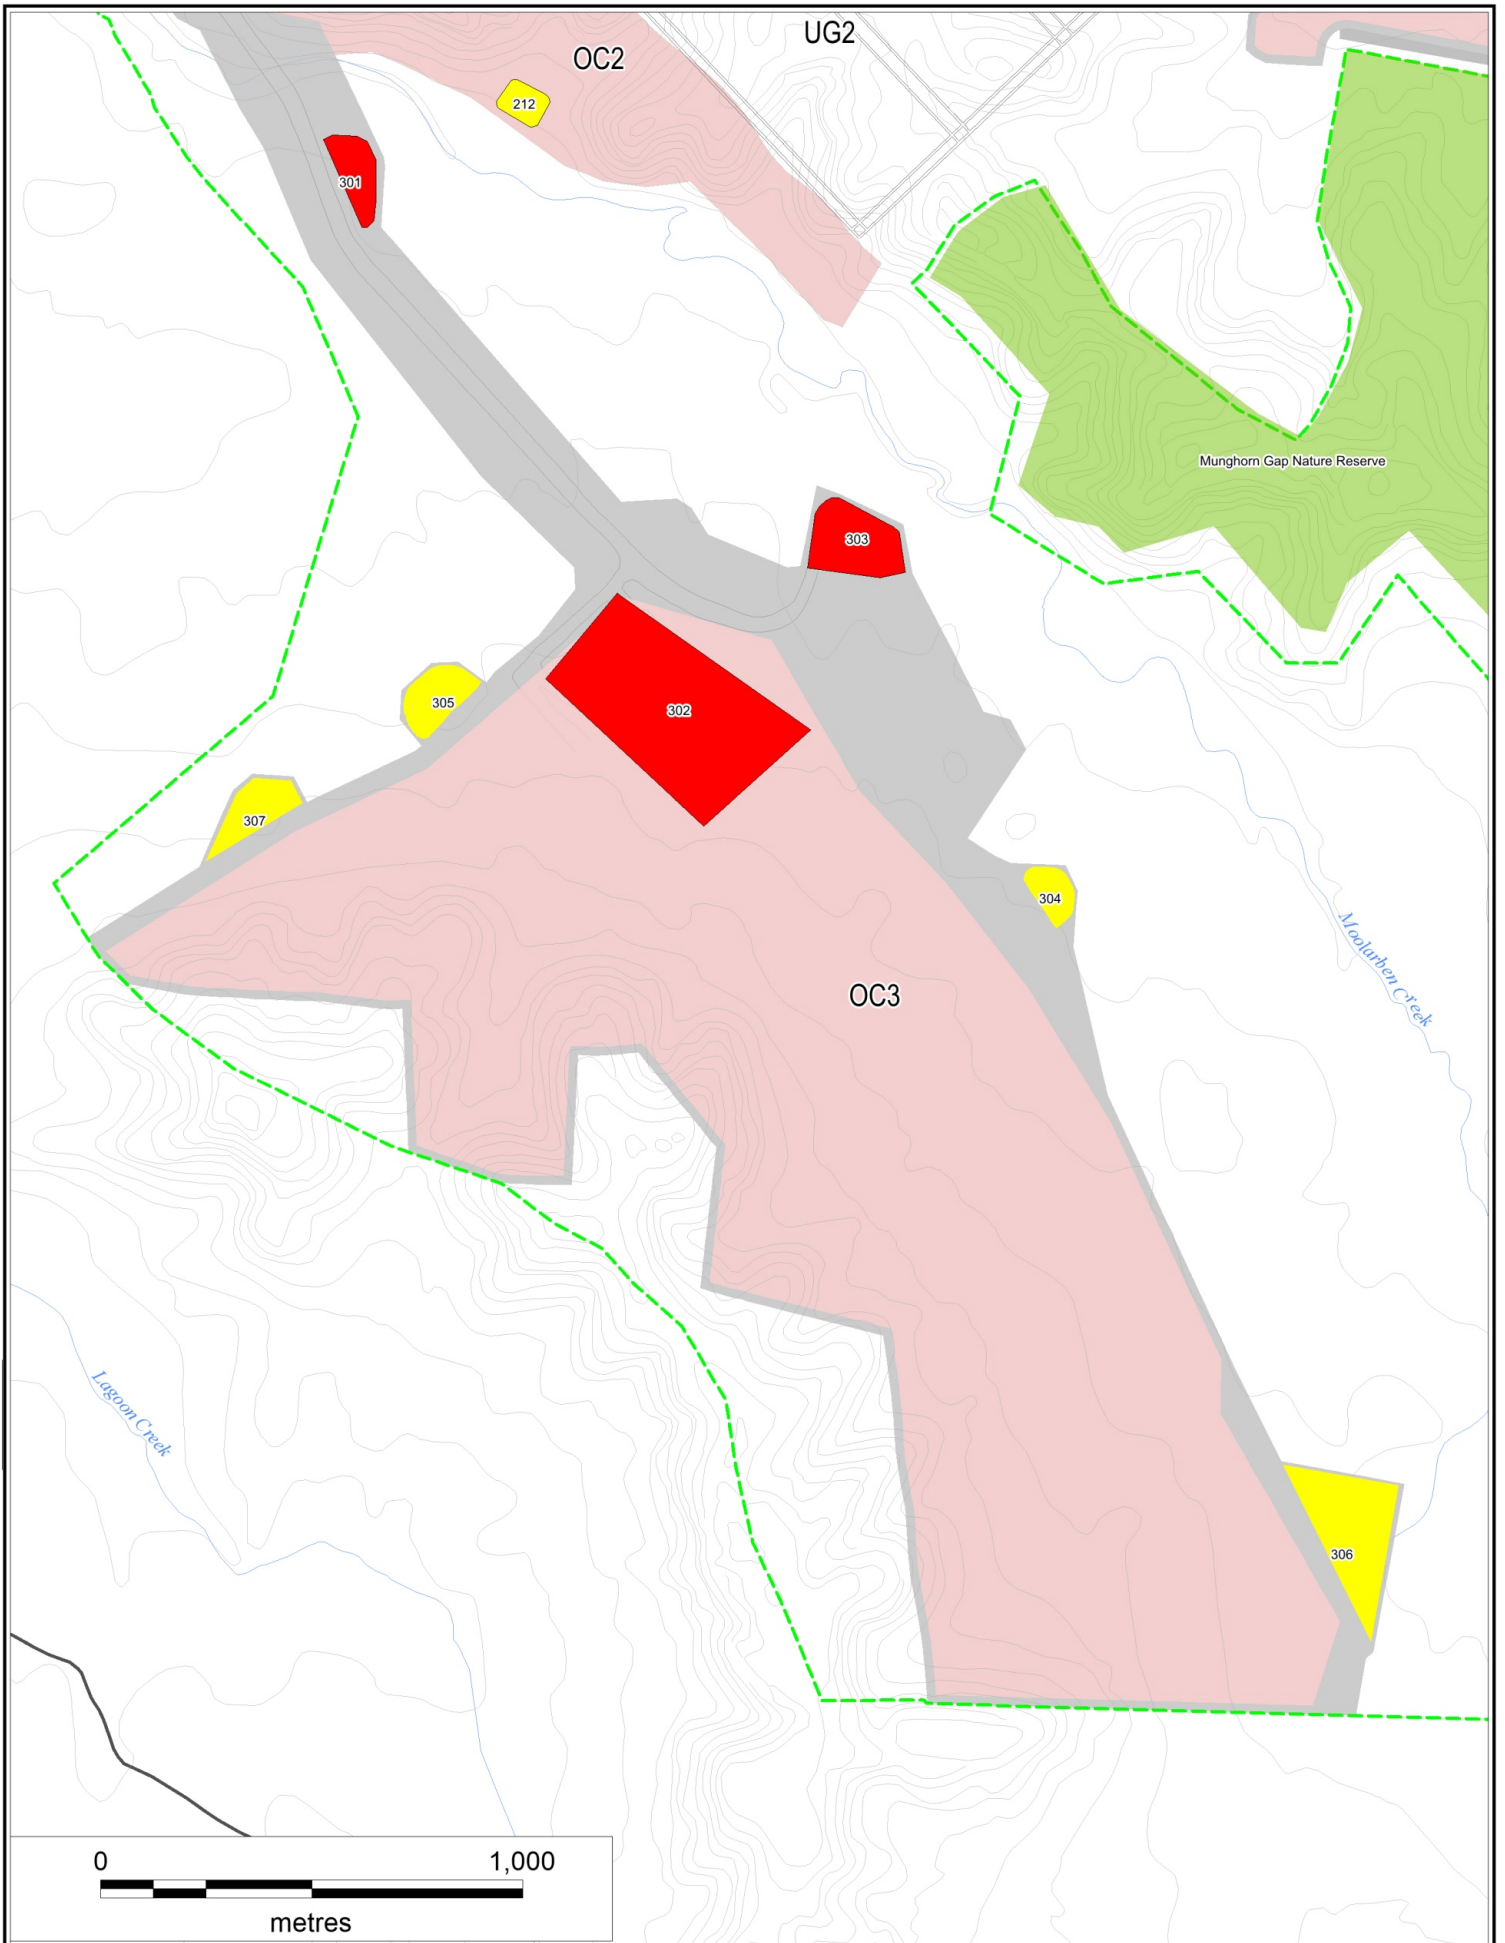 UG2
OC2
212
301
Munghorn Gap Nature Reserve
303
305
302
307
304
Moolarben Creek
OC3
Lagoon Creek
306
0 1,000
metres